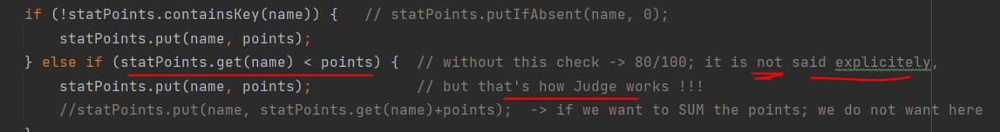 if (!statPoints.containsKey(name)) {   // statPoints.putIfAbsent(name, 0);
statPoints.put(name, points);
} else if (statPoints.get(name) < points) {  // without this check -> 80/100; it is not said explicitely,
statPoints.put(name, points);             // but that's how Judge works !!!
//statPoints.put(name, statPoints.get(name)+points);  -> if we want to SUM the points; we do not want here
}